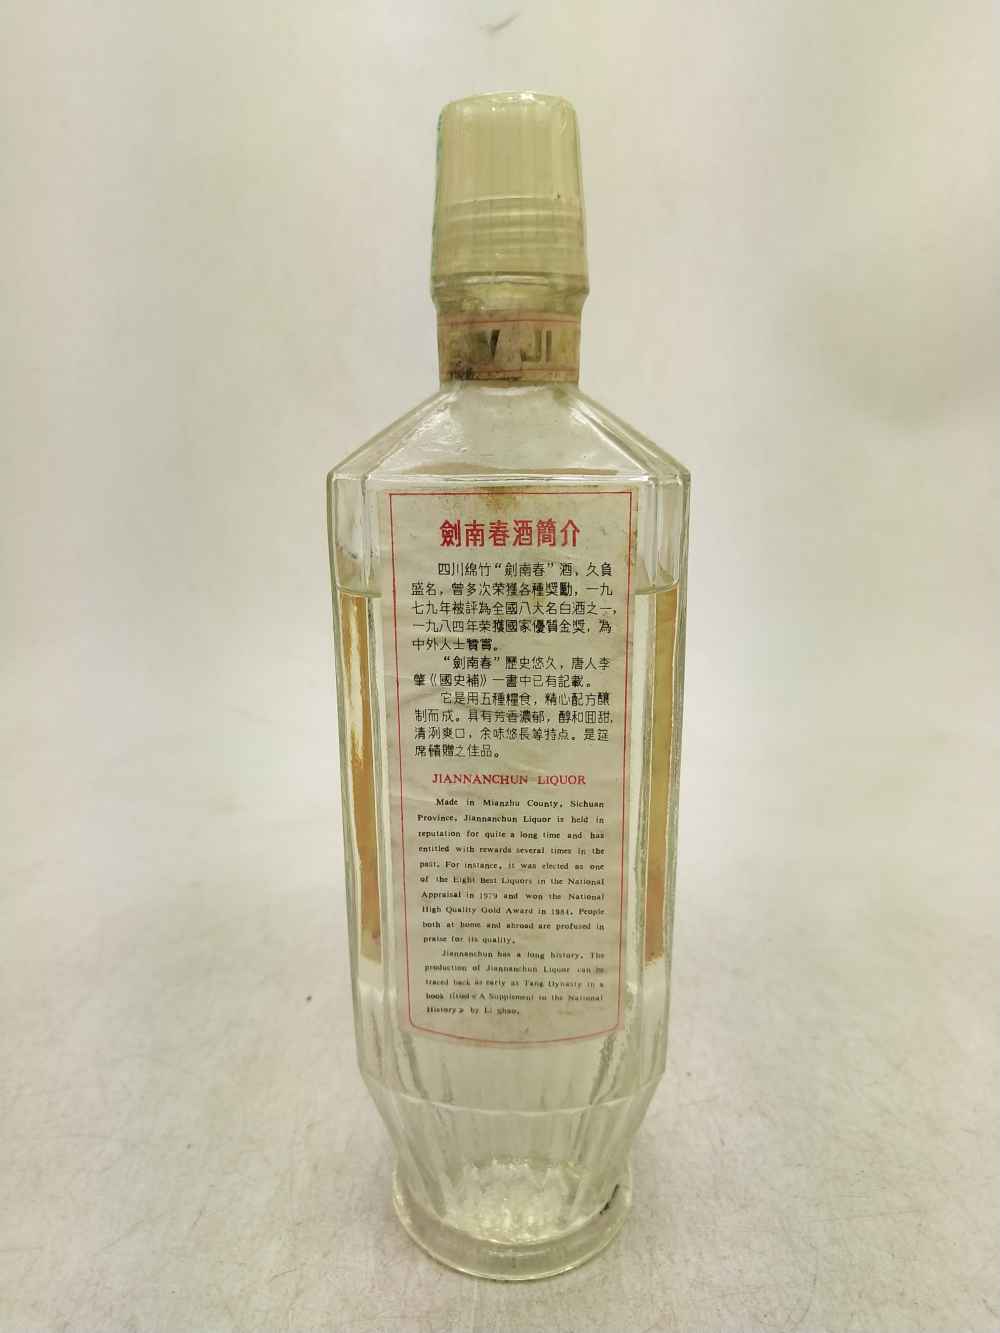 劍南春酒簡介
四川綿竹“劍南春”酒，久負
盛名，曾多次荣獲各種獎勵，一九
七九年被評為全國八大名白酒之一，
一九八四年荣獲國家優質金獎，為
中外人士贊賞。
“劍南春”歷史悠久，唐人李
肇《國史補》一書中已有記載。
它是用五種糧食，精心配方釀
制而成。具有芳香濃郁，醇和回甜，
清洌爽口，余味悠長等特点。是筵
席饋贈之佳品。
JIANNANCHUN LIQUOR
Made in Mianzhu County, Sichuan
Province, Jiannanchun Liquor is held in
reputation for quite a long time and has
entitled with rewards several times in the
past. For instance, it was elected as one
of the Eight Best Liquors in the National
Appraisal in 1979 and won the National
High Quality Gold Award in 1984. People
both at home and abroad are profused in
praise for its quality.
Jiannanchun has a long history. The
production of Jiannanchun Liquor can be
traced back as early as Tang Dynasty in a
book titled《A Supplement to the National
History》by Li Zhao.